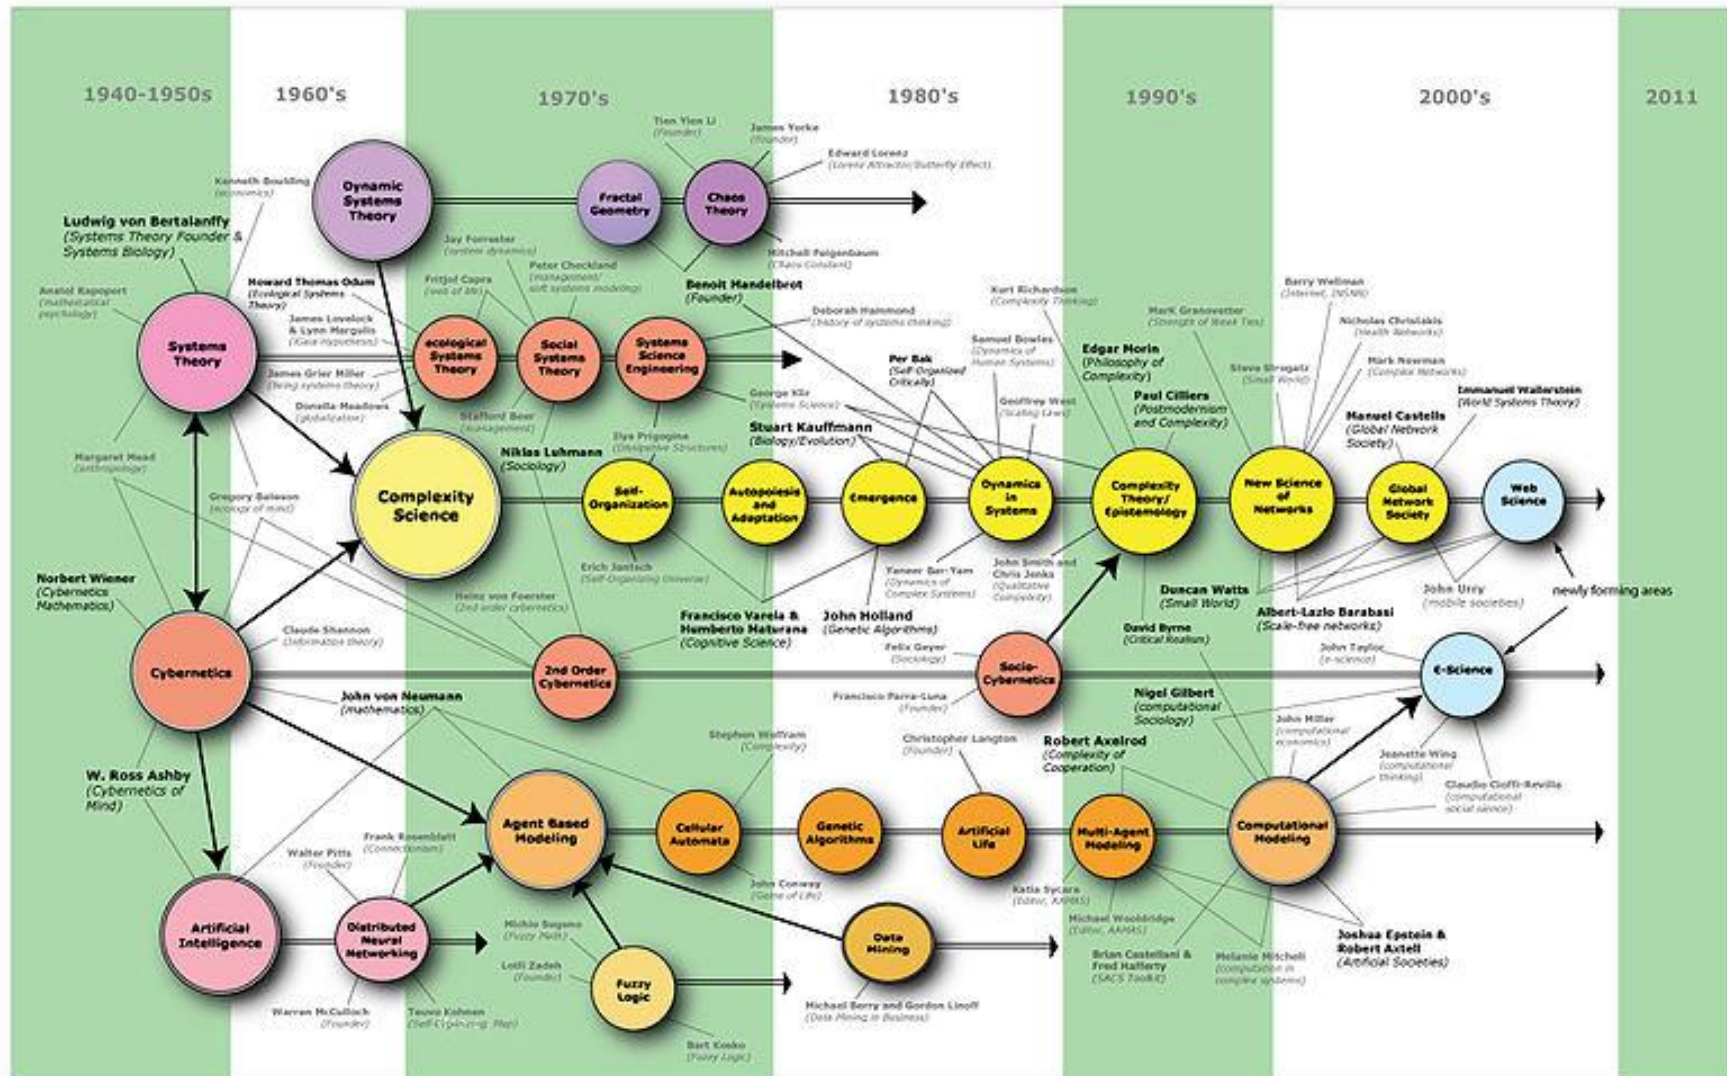 1940-1950s
1960's
1970's
1980's
1990's
2000's
2011
Tien Yien Li
(Founder)
James Yorke
(Founder)
Edward Lorenz
(Lorenz Attractor/Butterfly Effect)
Kenneth Boulding
(economics)
Dynamic
Systems
Theory
Fractal
Geometry
Chaos
Theory
Ludwig von Bertalanffy
(Systems Theory Founder &
Systems Biology)
Jay Forrester
(system dynamics)
Mitchell Feigenbaum
(Chaos Constant)
Benoit Mandelbrot
(Founder)
Anatol Rapoport
(mathematical
psychology)
Howard Thomas Odum
(Ecological Systems
Theory)
Fritjof Capra
(web of life)
Peter Checkland
(management/
soft systems modeling)
James Lovelock
& Lynn Margulis
(Gaia Hypothesis)
Deborah Hammond
(history of systems thinking)
Kurt Richardson
(Complexity Thinking)
Mark Granovetter
(Strength of Weak Ties)
Barry Wellman
(Internet, INSNA)
Nicholas Christakis
(Health Networks)
Mark Newman
(Complex Networks)
Systems
Theory
ecological
Systems
Theory
Social
Systems
Theory
Systems
Science
Engineering
Per Bak
(Self Organized
Critically)
Samuel Bowles
(Dynamics of
Human Systems)
Edgar Morin
(Philosophy of
Complexity)
Steve Strogatz
(Small World)
James Grier Miller
(living systems theory)
Donella Meadows
(globalization)
Stafford Beer
(management)
George Klir
(Systems Science)
Geoffrey West
(Scaling Laws)
Paul Cilliers
(Postmodernism
and Complexity)
Manuel Castells
(Global Network
Society)
Immanuel Wallerstein
(World Systems Theory)
Stuart Kauffmann
(Biology/Evolution)
Ilya Prigogine
(Dissipative Structures)
Niklas Luhmann
(Sociology)
Margaret Mead
(anthropology)
Gregory Bateson
(ecology of mind)
Complexity
Science
Self-
Organization
Autopoiesis
and
Adaptation
Emergence
Dynamics
in
Systems
Complexity
Theory/
Epistemology
New Science
of
Networks
Global
Network
Society
Web
Science
Erich Jantsch
(Self-Organizing Universe)
Yaneer Bar-Yam
(Dynamics of
Complex Systems)
John Smith and
Chris Jenks
(Qualitative
Complexity)
Norbert Wiener
(Cybernetics
Mathematics)
Heinz von Foerster
(2nd order cybernetics)
Francisco Varela &
Humberto Maturana
(Cognitive Science)
John Holland
(Genetic Algorithms)
Duncan Watts
(Small World)
Albert-Lazlo Barabasi
(Scale-free networks)
John Urry
(mobile societies)
newly forming areas
Claude Shannon
(Information theory)
Felix Geyer
(Sociology)
David Byrne
(Critical Realism)
John Taylor
(e-science)
Cybernetics
2nd Order
Cybernetics
Socio-
Cybernetics
E-Science
Francisco Parra-Luna
(Founder)
John von Neumann
(mathematics)
Nigel Gilbert
(computational
Sociology)
John Miller
(computational
economics)
Stephen Wolfram
(Complexity)
Christopher Langton
(Founder)
Robert Axelrod
(Complexity of
Cooperation)
Jeanette Wing
(computational
thinking)
Claudio Cioffi-Revilla
(computational
social sience)
W. Ross Ashby
(Cybernetics of
Mind)
Agent Based
Modeling
Cellular
Automata
Genetic
Algorithms
Artificial
Life
Multi-Agent
Modeling
Computational
Modeling
Frank Rosenblatt
(Connectionism)
Walter Pitts
(Founder)
John Conway
(Game of Life)
Katia Sycara
(Editor, AAMAS)
Michael Wooldridge
(Editor, AAMAS)
Artificial
Intelligence
Distributed
Neural
Networking
Michio Sugeno
(Fuzzy Math)
Lotfi Zadeh
(Founder)
Data
Mining
Brian Castellani &
Fred Hafferty
(SACS Toolkit)
Melanie Mitchell
(computation in
complex systems)
Joshua Epstein &
Robert Axtell
(Artificial Societies)
Fuzzy
Logic
Warren McCulloch
(Founder)
Teuvo Kohnen
(Self-Organizing Map)
Michael Berry and Gordon Linoff
(Data Mining in Business)
Bart Kosko
(Fuzzy Logic)